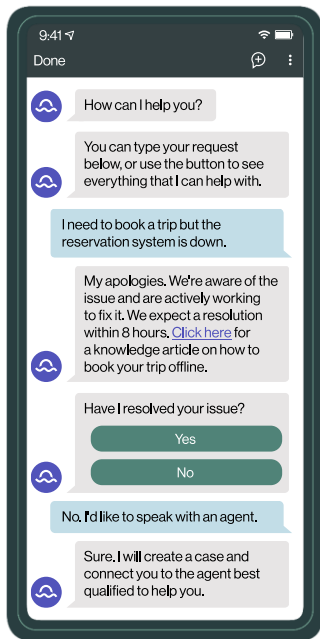 9:41
Done
How can I help you?
You can type your request
below, or use the button to see
everything that I can help with.
I need to book a trip but the
reservation system is down.
My apologies. We're aware of the
issue and are actively working
to fix it. We expect a resolution
within 8 hours. Click here for
a knowledge article on how to
book your trip offline.
Have I resolved your issue?
Yes
No
No. I'd like to speak with an agent.
Sure. I will create a case and
connect you to the agent best
qualified to help you.